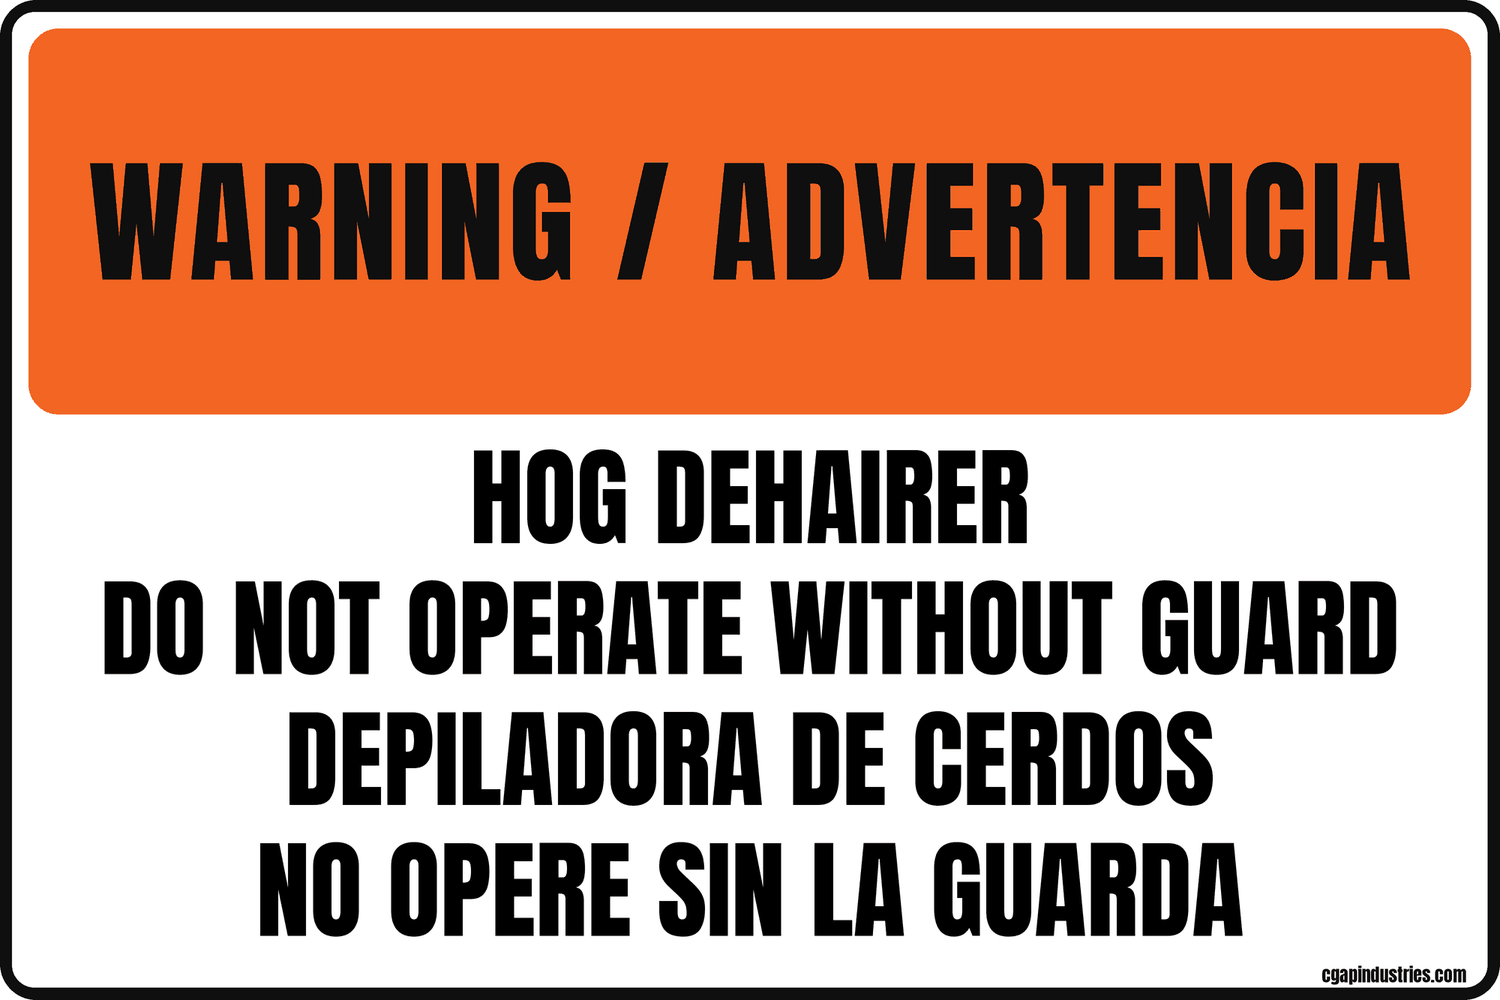 WARNING / ADVERTENCIA
HOG DEHAIRER
DO NOT OPERATE WITHOUT GUARD
DEPILADORA DE CERDOS
NO OPERE SIN LA GUARDA
cgapindustries.com